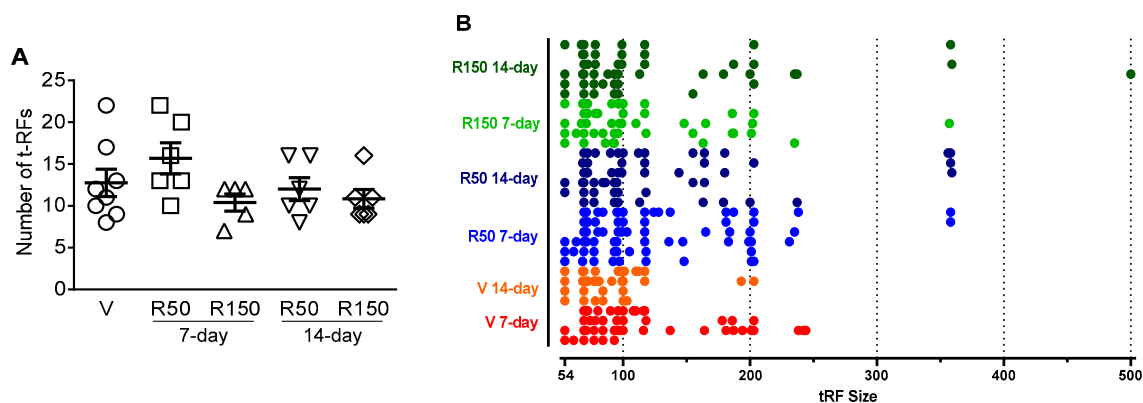 A
Number of t-RFs
25
20
15
10
5
0
V R50 R150 R50 R150
7-day 14-day
B
R150 14-day
R150 7-day
R50 14-day
R50 7-day
V 14-day
V 7-day
54 100 200 300 400 500
tRF Size